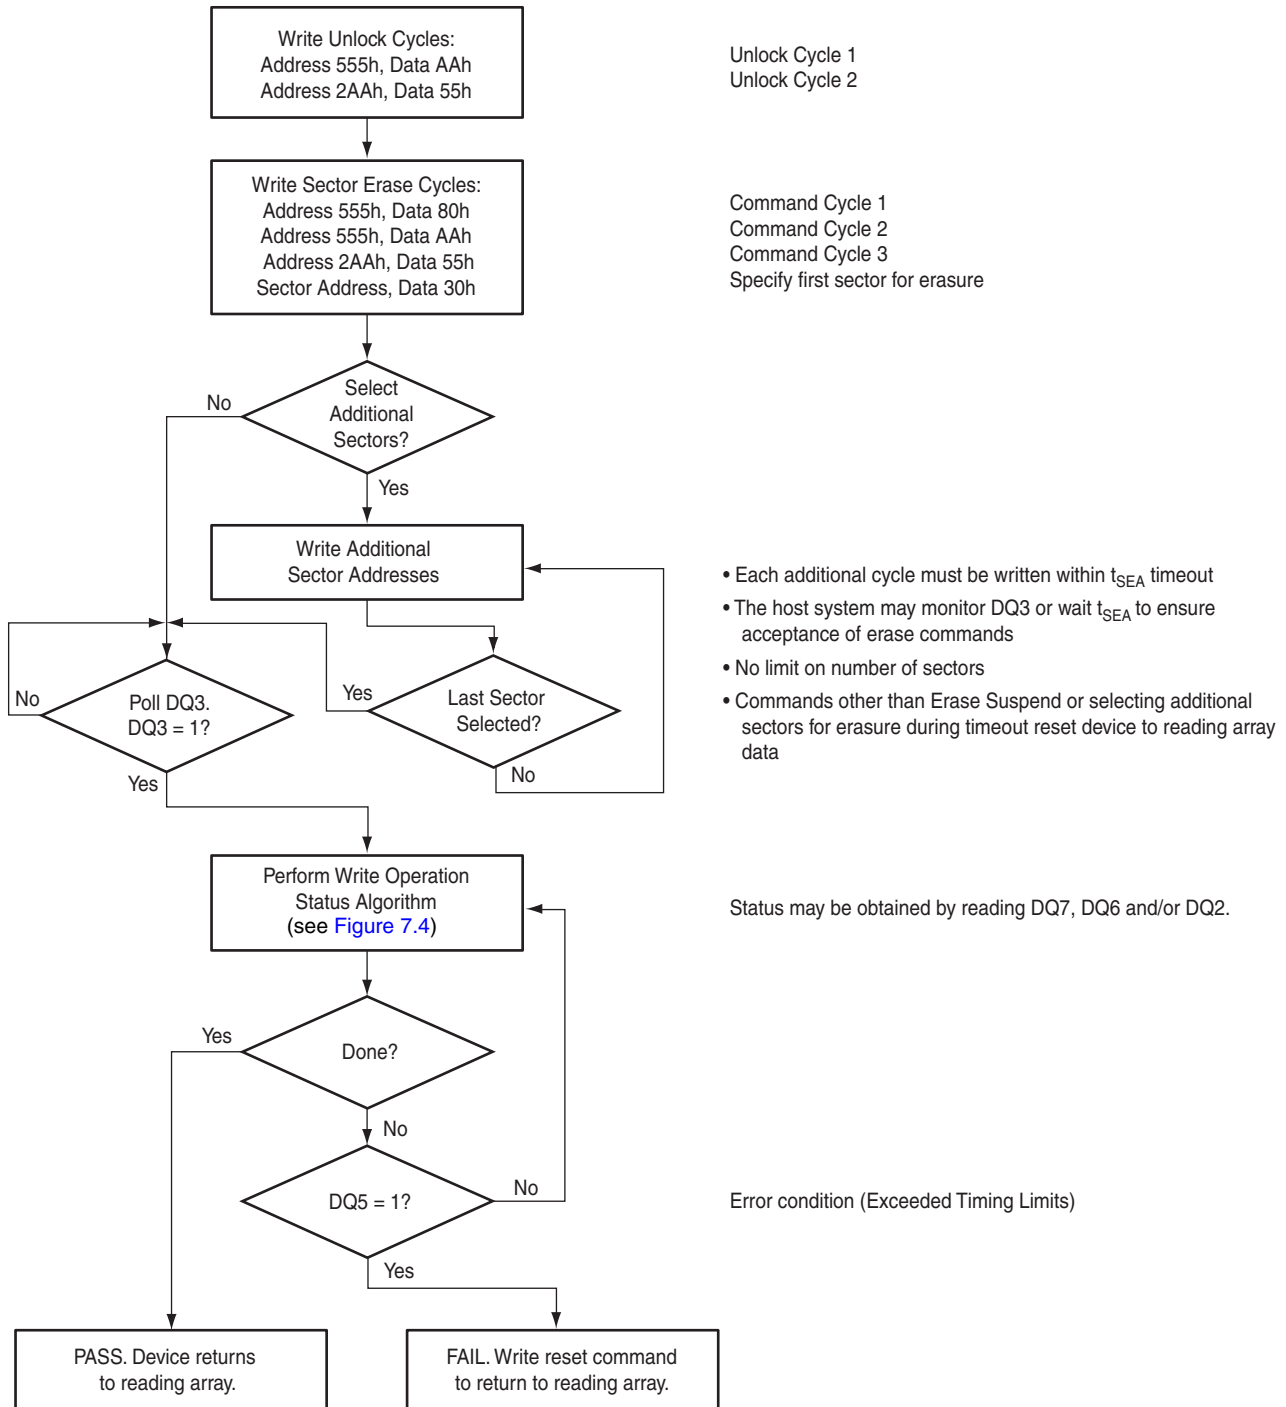 Write Unlock Cycles:
Address 555h, Data AAh
Address 2AAh, Data 55h
Unlock Cycle 1
Unlock Cycle 2
Write Sector Erase Cycles:
Address 555h, Data 80h
Address 555h, Data AAh
Address 2AAh, Data 55h
Sector Address, Data 30h
Command Cycle 1
Command Cycle 2
Command Cycle 3
Specify first sector for erasure
Select
Additional
Sectors?
No
Yes
Write Additional
Sector Addresses
• Each additional cycle must be written within tSEA timeout
• The host system may monitor DQ3 or wait tSEA to ensure
acceptance of erase commands
• No limit on number of sectors
• Commands other than Erase Suspend or selecting additional
sectors for erasure during timeout reset device to reading array
data
No
Poll DQ3.
DQ3 = 1?
Yes
Yes
Last Sector
Selected?
No
Perform Write Operation
Status Algorithm
(see Figure 7.4)
Status may be obtained by reading DQ7, DQ6 and/or DQ2.
Yes
Done?
No
DQ5 = 1?
No
Yes
Error condition (Exceeded Timing Limits)
PASS. Device returns
to reading array.
FAIL. Write reset command
to return to reading array.